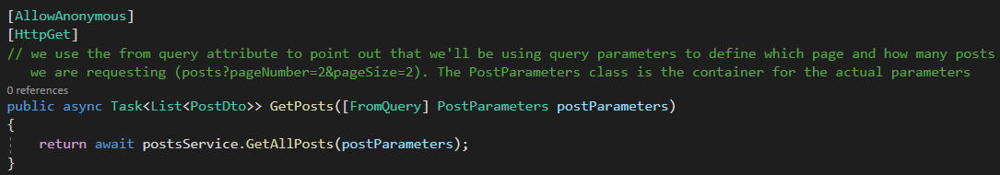 [AllowAnonymous]
[HttpGet]
// we use the from query attribute to point out that we'll be using query parameters to define which page and how many posts
we are requesting (posts?pageNumber=2&pageSize=2). The PostParameters class is the container for the actual parameters
0 references
public async Task<List<PostDto>> GetPosts([FromQuery] PostParameters postParameters)
{
return await postsService.GetAllPosts(postParameters);
}